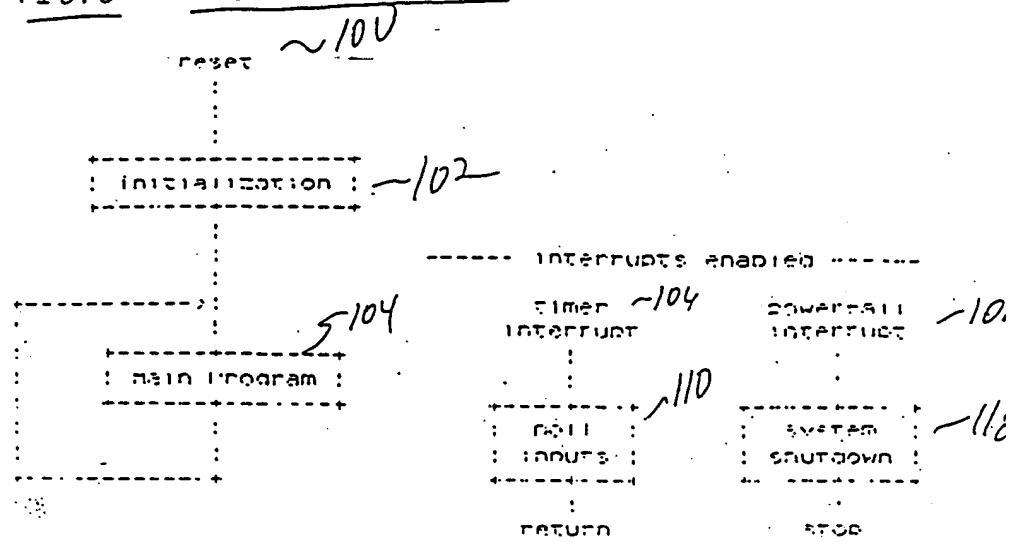 reset ~100
initialization ~102
interrupts enabled
timer interrupt ~104
powerfail interrupt
104
Main Program
110
poll inputs
system shutdown
return
stop